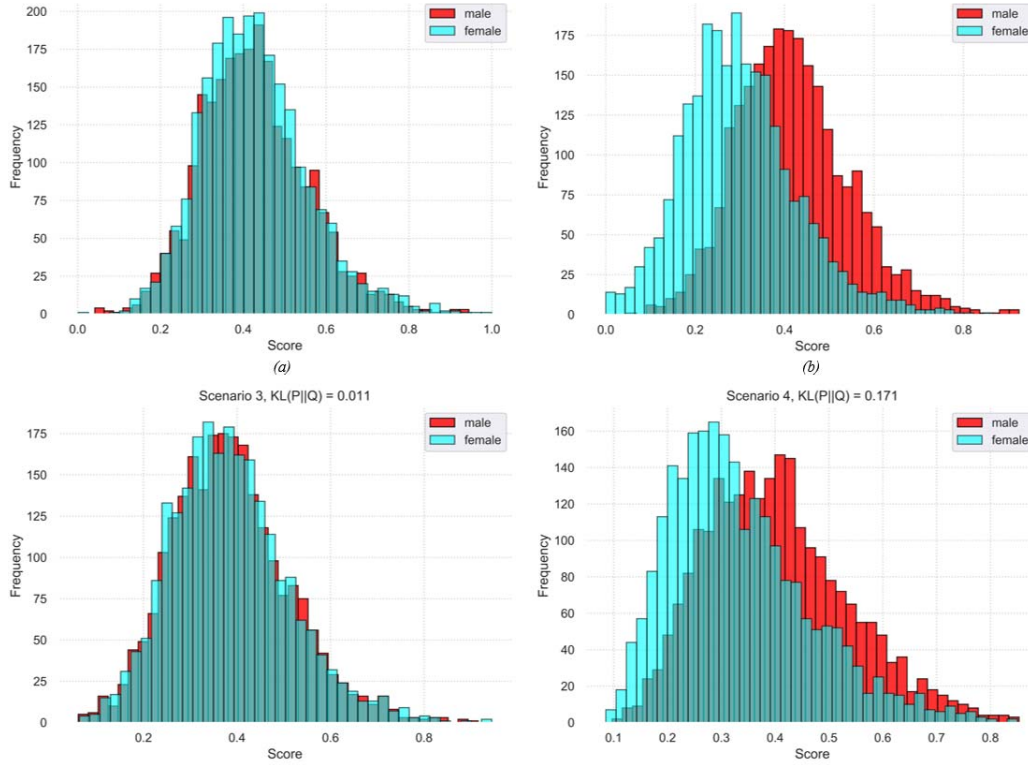 200
175
150
125
100
75
50
25
0
Frequency
0.0 0.2 0.4 0.6 0.8 1.0
Score
male
female
(a)
175
150
125
100
75
50
25
0
Frequency
0.0 0.2 0.4 0.6 0.8
Score
male
female
(b)
Scenario 3, KL(P||Q) = 0.011
175
150
125
100
75
50
25
0
Frequency
0.2 0.4 0.6 0.8
Score
male
female
Scenario 4, KL(P||Q) = 0.171
160
140
120
100
80
60
40
20
0
Frequency
0.1 0.2 0.3 0.4 0.5 0.6 0.7 0.8
Score
male
female